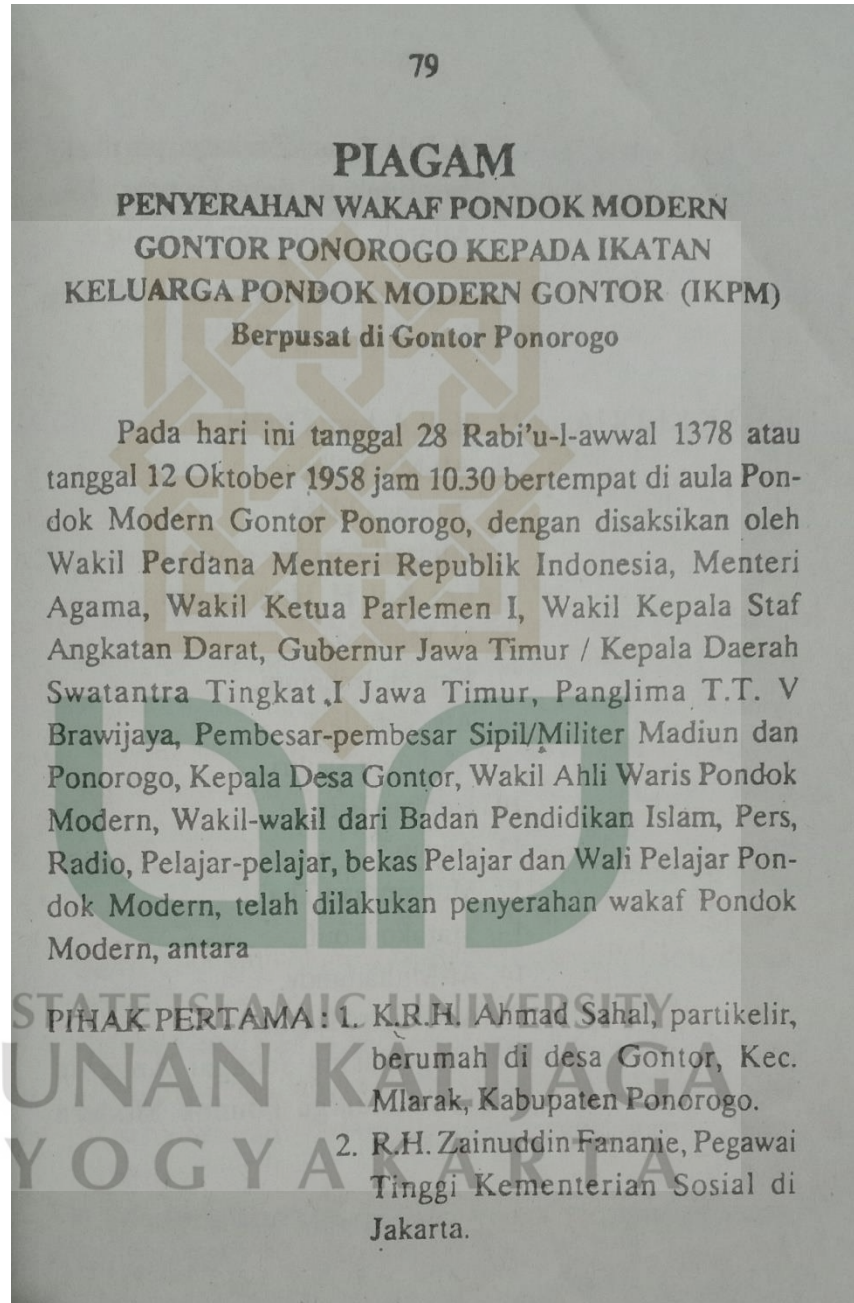 79
PIAGAM
PENYERAHAN WAKAF PONDOK MODERN
GONTOR PONOROGO KEPADA IKATAN
KELUARGA PONDOK MODERN GONTOR (IKPM)
Berpusat di Gontor Ponorogo
Pada hari ini tanggal 28 Rabi'u-l-awwal 1378 atau
tanggal 12 Oktober 1958 jam 10.30 bertempat di aula Pon-
dok Modern Gontor Ponorogo, dengan disaksikan oleh
Wakil Perdana Menteri Republik Indonesia, Menteri
Agama, Wakil Ketua Parlemen I, Wakil Kepala Staf
Angkatan Darat, Gubernur Jawa Timur / Kepala Daerah
Swatantra Tingkat I Jawa Timur, Panglima T.T. V
Brawijaya, Pembesar-pembesar Sipil/Militer Madiun dan
Ponorogo, Kepala Desa Gontor, Wakil Ahli Waris Pondok
Modern, Wakil-wakil dari Badan Pendidikan Islam, Pers,
Radio, Pelajar-pelajar, bekas Pelajar dan Wali Pelajar Pon-
dok Modern, telah dilakukan penyerahan wakaf Pondok
Modern, antara
PIHAK PERTAMA : 1. K.R.H. Ahmad Sahal, partikelir,
berumah di desa Gontor, Kec.
Mlarak, Kabupaten Ponorogo.
2. R.H. Zainuddin Fananie, Pegawai
Tinggi Kementerian Sosial di
Jakarta.
STATE ISLAMIC UNIVERSITY
UNAN KALIJAGA
YOGYAKARTA